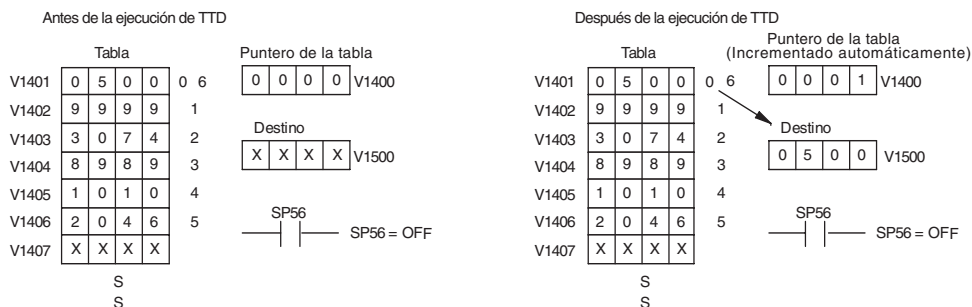 Antes de la ejecución de TTD
Tabla
Puntero de la tabla
V1401 0 5 0 0 0 6
0 0 0 0 V1400
V1402 9 9 9 9 1
V1403 3 0 7 4 2
Destino
V1404 8 9 8 9 3
X X X X V1500
V1405 1 0 1 0 4
V1406 2 0 4 6 5
SP56
SP56 = OFF
V1407 X X X X
S
S
Después de la ejecución de TTD
Tabla
Puntero de la tabla
(Incrementado automáticamente)
V1401 0 5 0 0 0 6
0 0 0 1 V1400
V1402 9 9 9 9 1
V1403 3 0 7 4 2
Destino
V1404 8 9 8 9 3
0 5 0 0 V1500
V1405 1 0 1 0 4
V1406 2 0 4 6 5
SP56
SP56 = OFF
V1407 X X X X
S
S